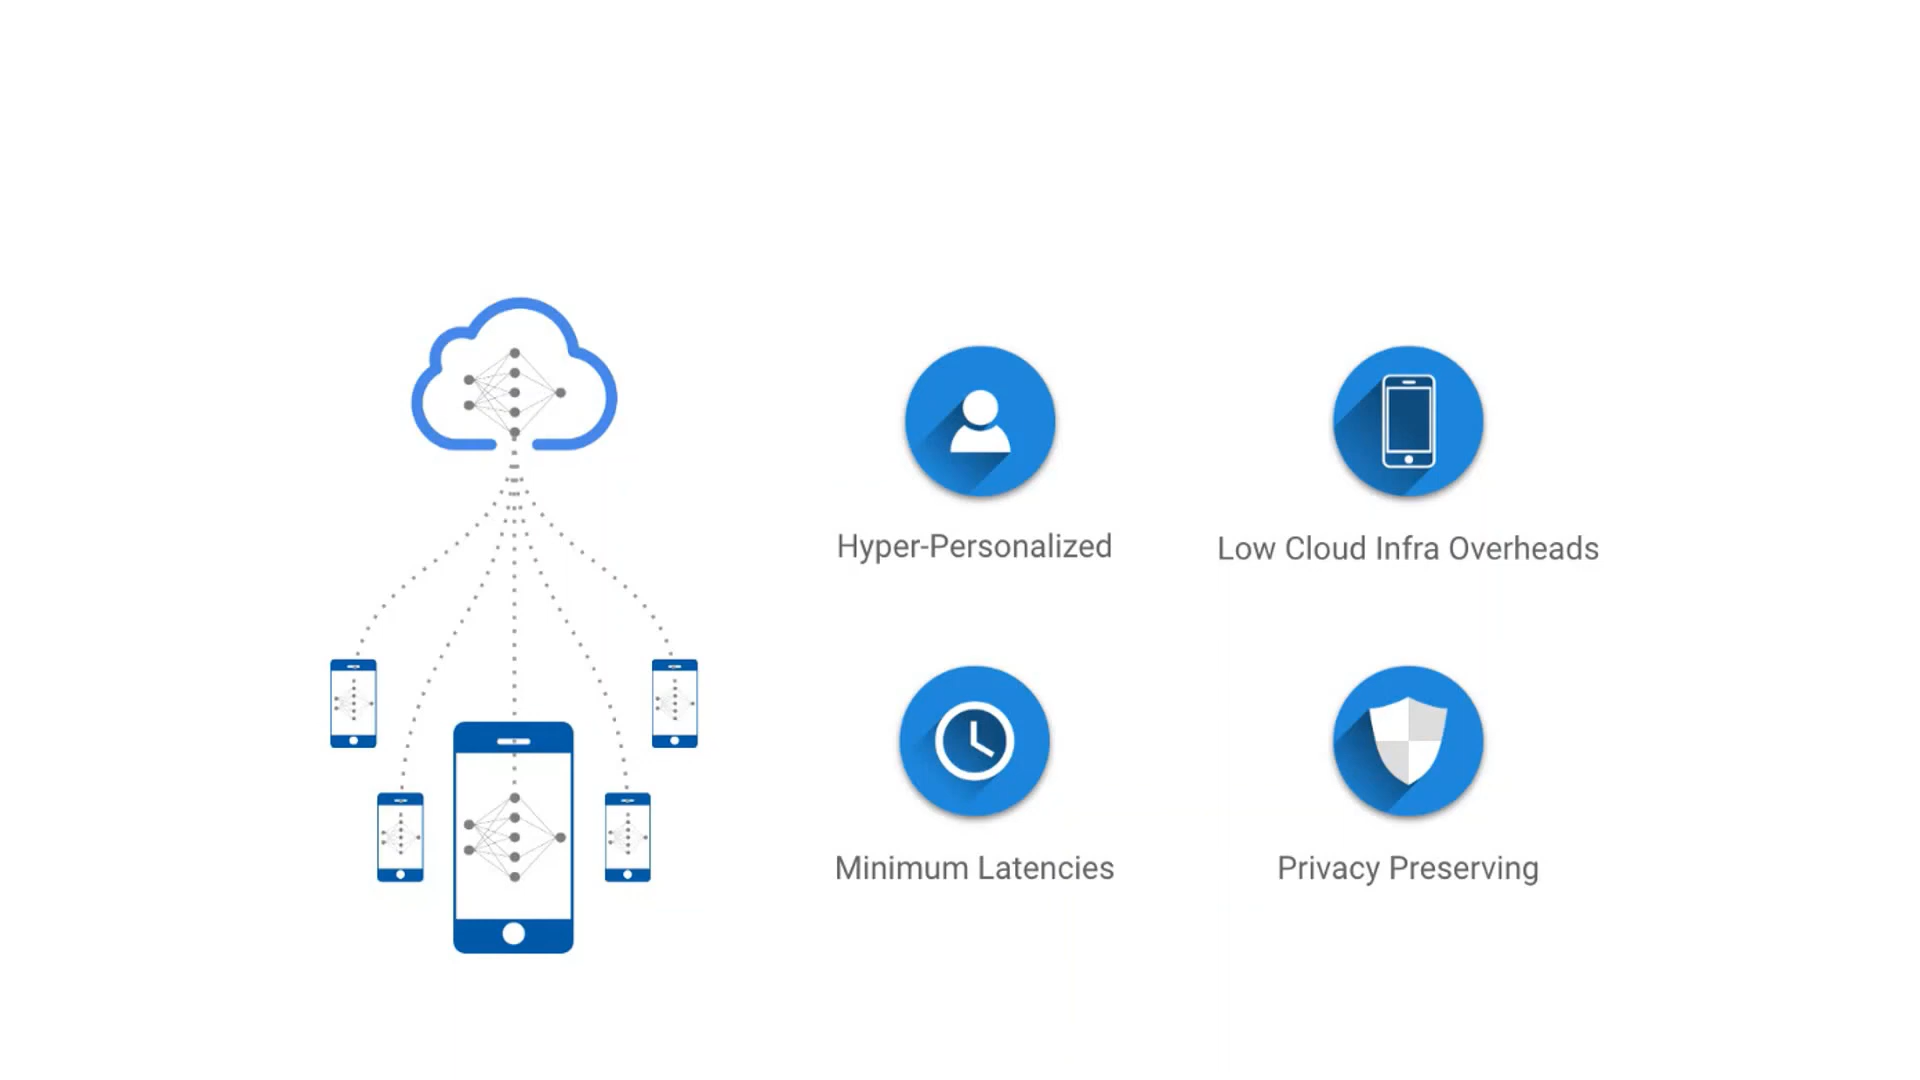 Hyper-Personalized
Low Cloud Infra Overheads
Minimum Latencies
Privacy Preserving